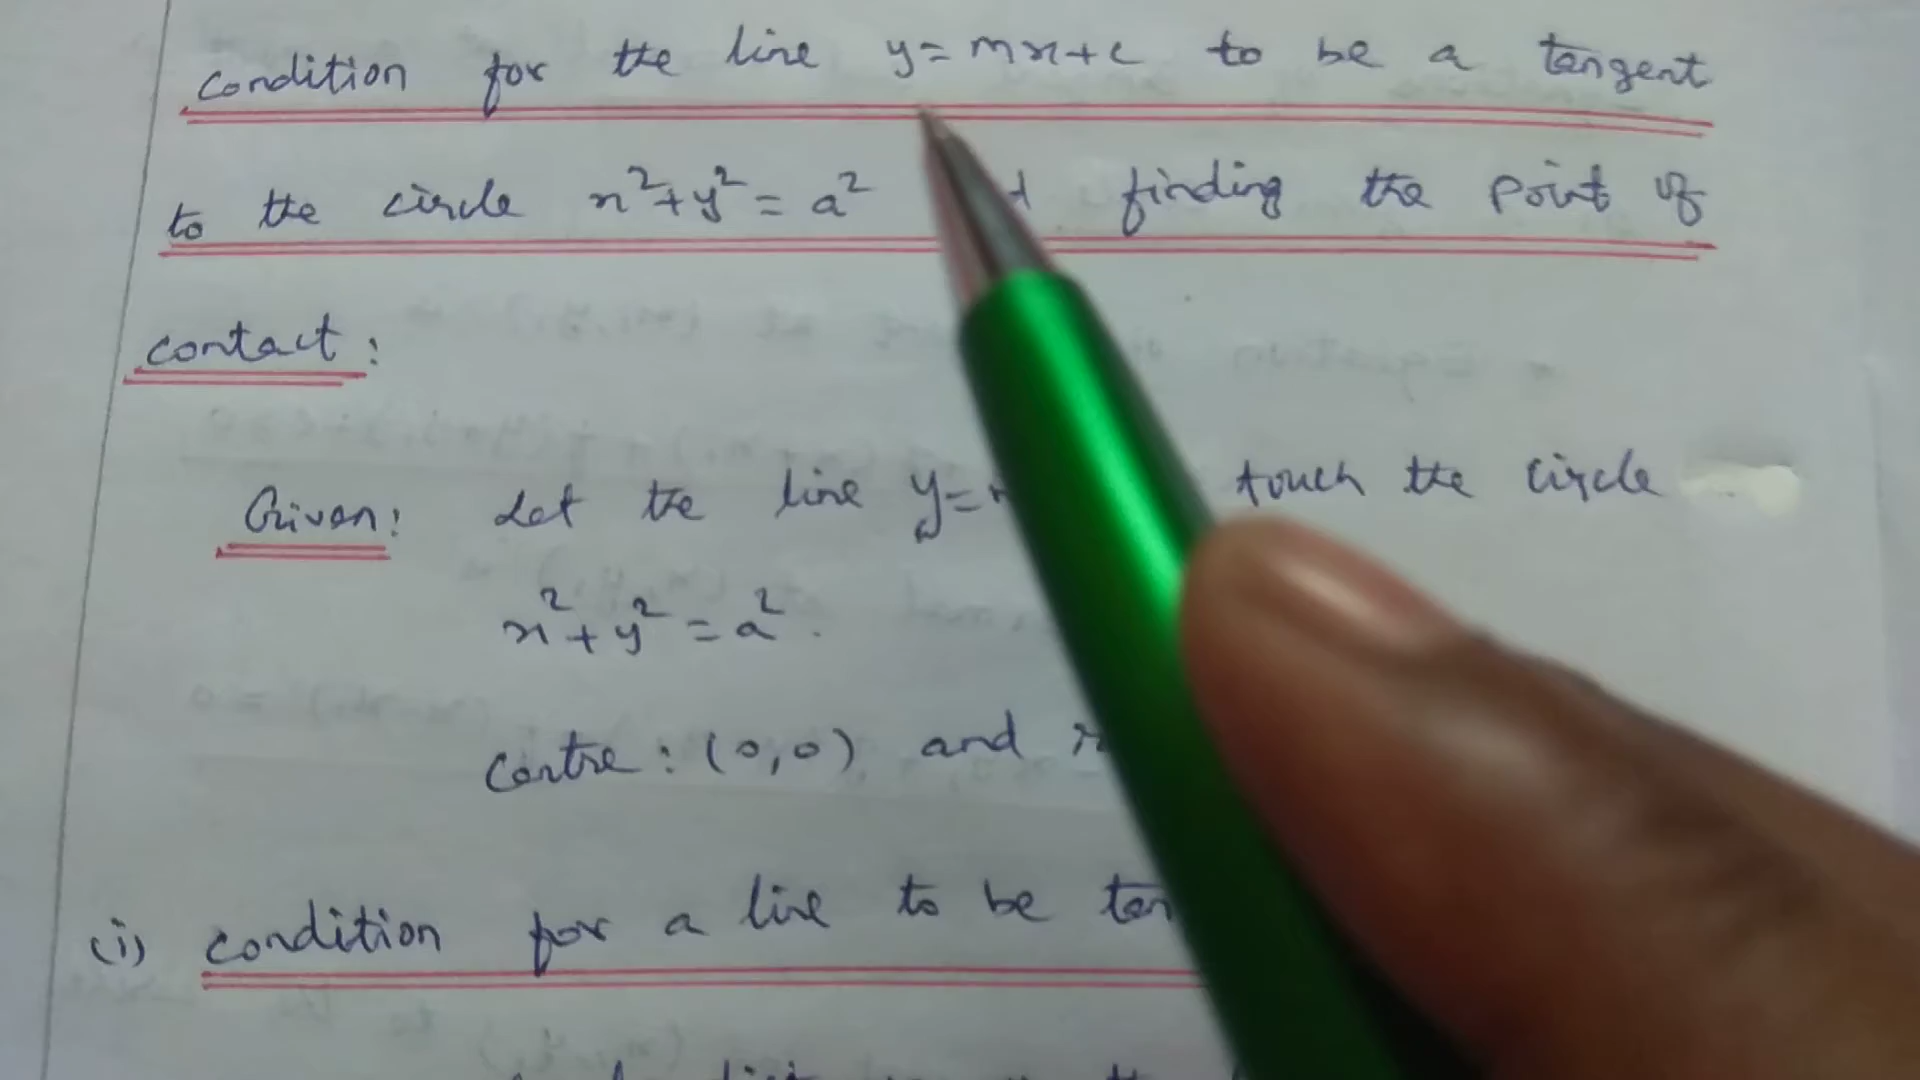 condition for the line y = mx+c to be a tangent
to the circle x²+y² = a² finding the point of
contact:
Given: Let the line y= touch the circle
x²+y² = a².
Centre: (0,0) and
(i) condition for a line to be